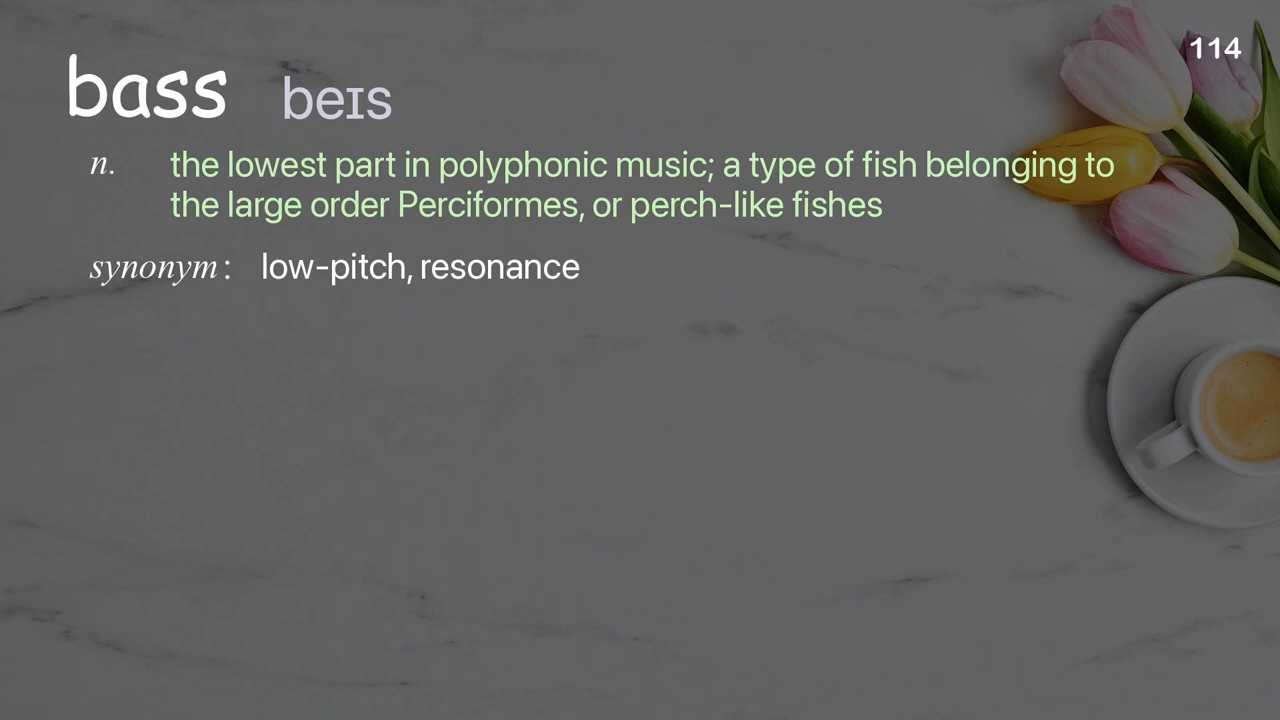 114
bass beɪs
n. the lowest part in polyphonic music; a type of fish belonging to
the large order Perciformes, or perch-like fishes
synonym: low-pitch, resonance